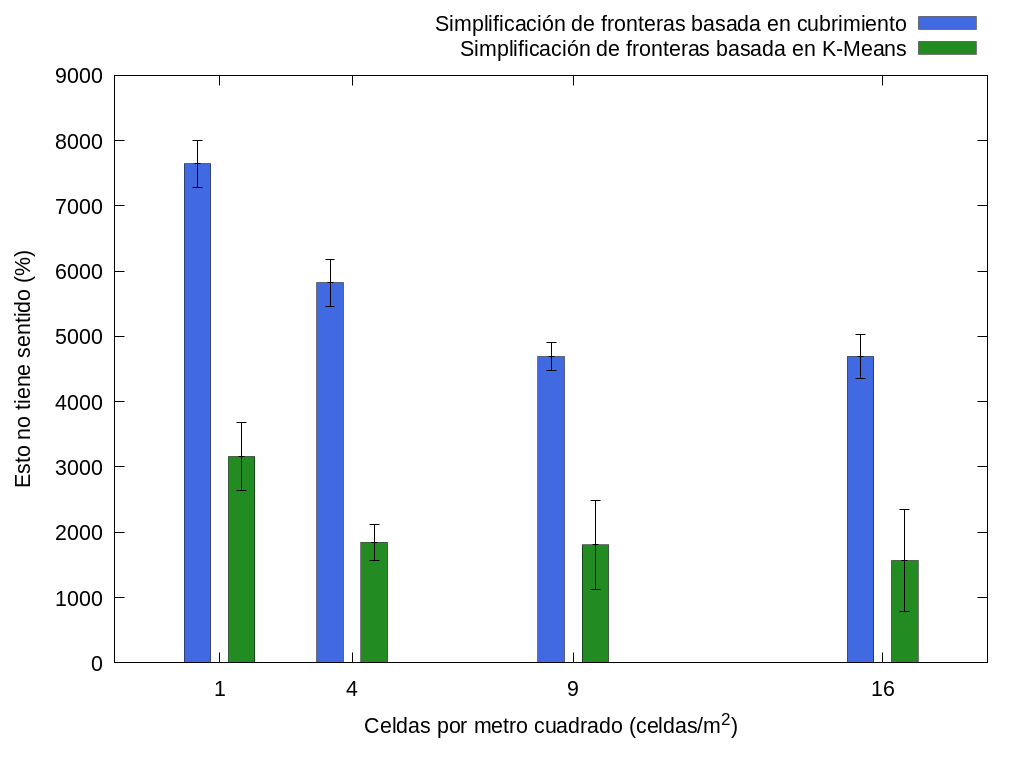 Simplificación de fronteras basada en cubrimiento
Simplificación de fronteras basada en K-Means
9000
8000
7000
6000
5000
4000
3000
2000
1000
0
Esto no tiene sentido (%)
1 4 9 16
Celdas por metro cuadrado (celdas/m²)